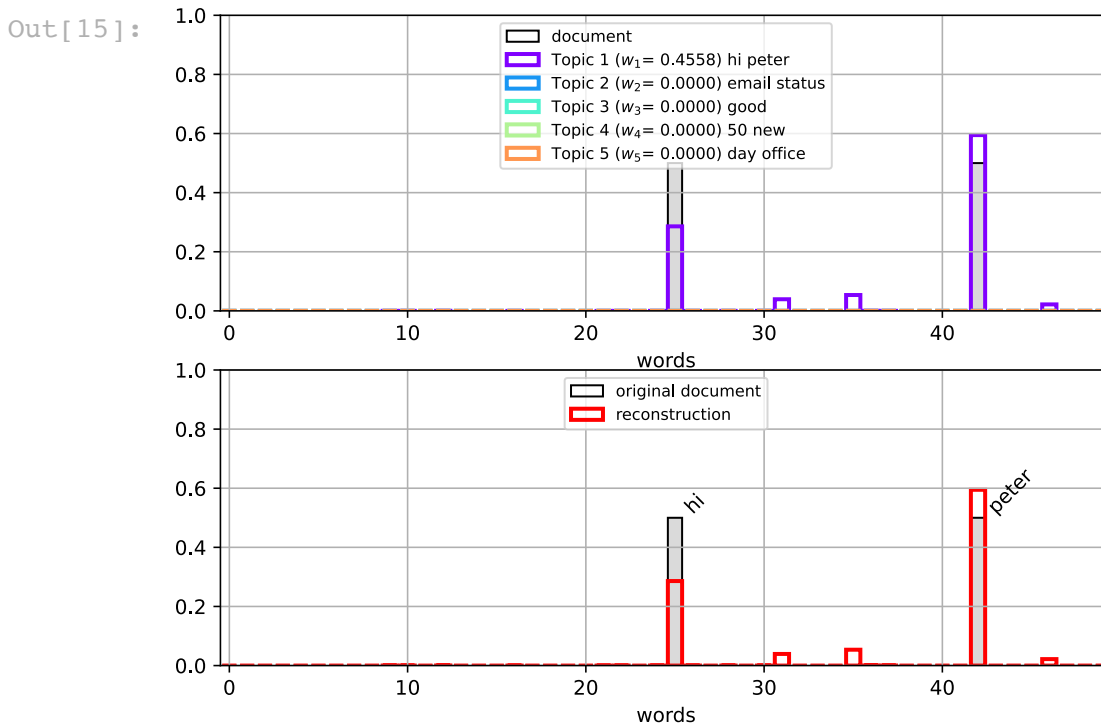 Out[15]:
1.0
0.8
0.6
0.4
0.2
0.0
document
Topic 1 (w₁= 0.4558) hi peter
Topic 2 (w₂= 0.0000) email status
Topic 3 (w₃= 0.0000) good
Topic 4 (w₄= 0.0000) 50 new
Topic 5 (w₅= 0.0000) day office
0 10 20 30 40
words
1.0
0.8
0.6
0.4
0.2
0.0
original document
reconstruction
hi
peter
0 10 20 30 40
words